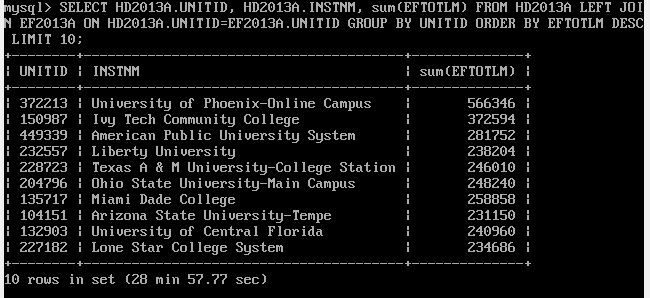 mysql> SELECT HD2013A.UNITID, HD2013A.INSTNM, sum(EFTOTLM) FROM HD2013A LEFT JOI
N EF2013A ON HD2013A.UNITID=EF2013A.UNITID GROUP BY UNITID ORDER BY EFTOTLM DESC
 LIMIT 10;
+--------+------------------------------------+--------------+
| UNITID | INSTNM                             | sum(EFTOTLM) |
+--------+------------------------------------+--------------+
| 372213 | University of Phoenix-Online Campus | 566346 |
| 150987 | Ivy Tech Community College | 372594 |
| 449339 | American Public University System | 281752 |
| 232557 | Liberty University | 238204 |
| 228723 | Texas A & M University-College Station | 246010 |
| 204796 | Ohio State University-Main Campus | 248240 |
| 135717 | Miami Dade College | 258858 |
| 104151 | Arizona State University-Tempe | 231150 |
| 132903 | University of Central Florida | 240960 |
| 227182 | Lone Star College System | 234686 |
+--------+------------------------------------+--------------+
10 rows in set (28 min 57.77 sec)